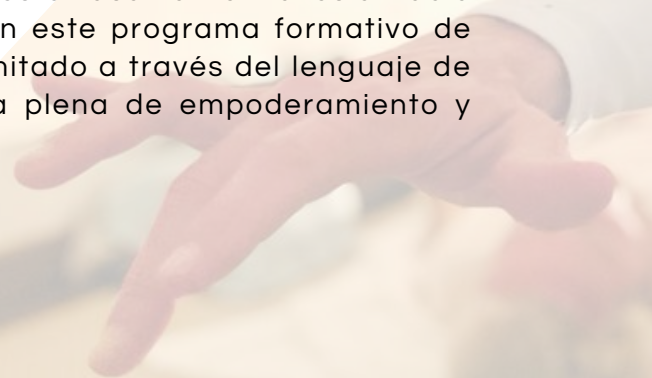 n este programa formativo de
nitado a través del lenguaje de
a plena de empoderamiento y